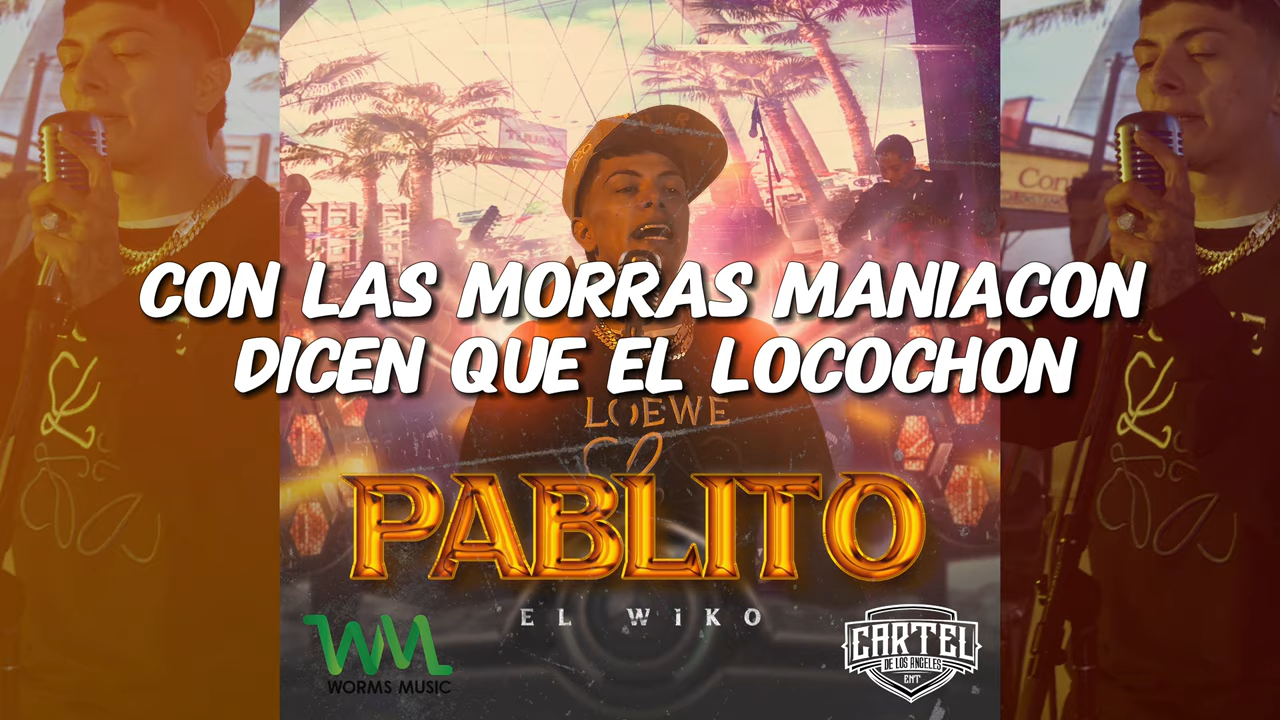 CON LAS MORRAS MANIACON
DICEN QUE EL LOCOCHON
LOEWE
PABLITO
EL WiKO
WORMS MUSIC
CARTEL
DE LOS ANGELES
ENT
Con